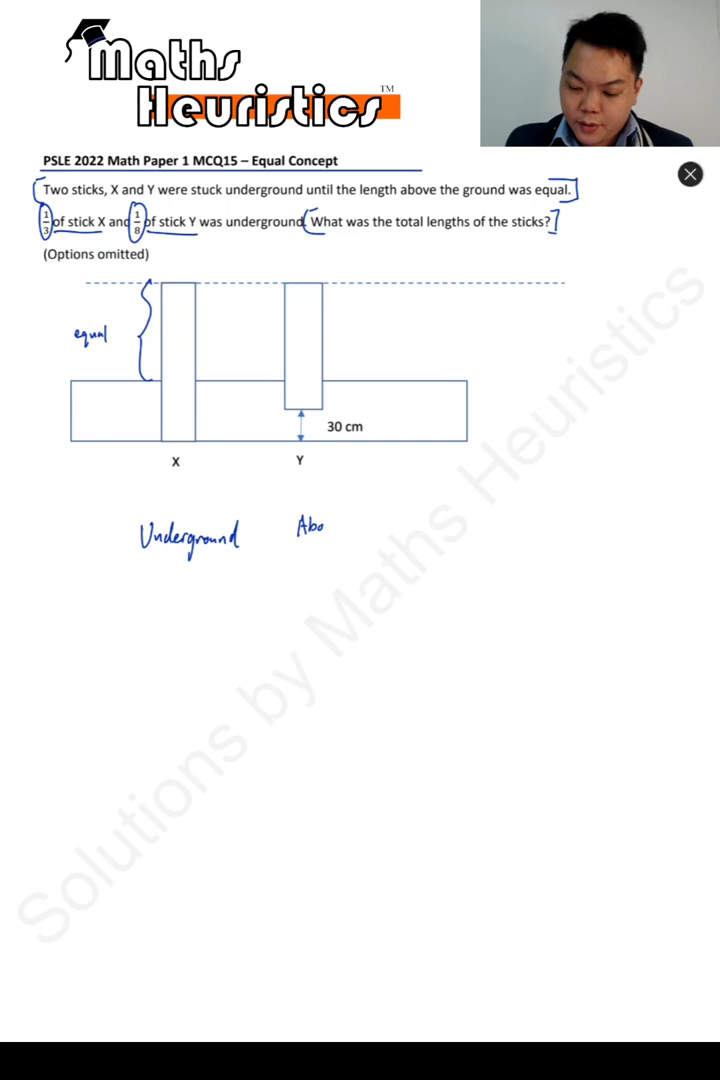 Maths
Heuristics™
PSLE 2022 Math Paper 1 MCQ15 – Equal Concept
Two sticks, X and Y were stuck underground until the length above the ground was equal.
1/3 of stick X and 1/8 of stick Y was underground. What was the total lengths of the sticks?
(Options omitted)
equal
30 cm
X Y
Underground Abo
Solutions by Maths Heuristics